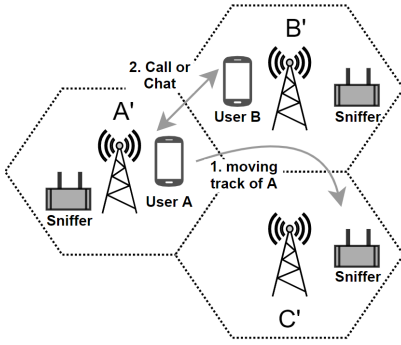 B'
2. Call or
Chat
User B
Sniffer
A'
User A
Sniffer
1. moving
track of A
Sniffer
C'